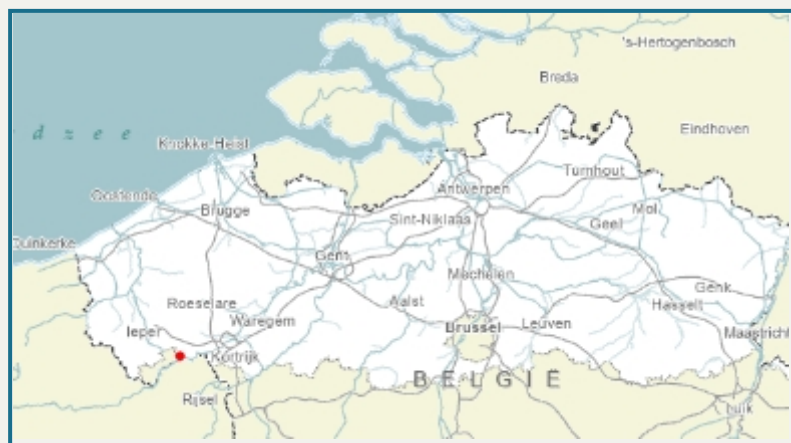 's-Hertogenbosch
Breda
d z e e
Eindhoven
Knokke-Heist
Turnhout
Antwerpen
Oostende
Mol
Brugge
Sint-Niklaas
Geel
Duinkerke
Gent
Mechelen
Genk
Roeselare
Aalst
Hasselt
Waregem
Brussel
Leuven
Ieper
Maastricht
Kortrijk
BELGIË
Rijsel
Luik